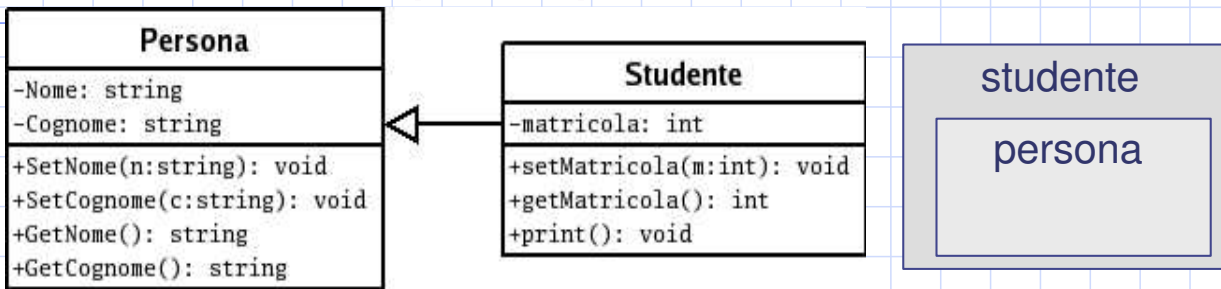 Persona
-Nome: string
-Cognome: string
+SetNome(n:string): void
+SetCognome(c:string): void
+GetNome(): string
+GetCognome(): string
Studente
-matricola: int
+setMatricola(m:int): void
+getMatricola(): int
+print(): void
studente
persona